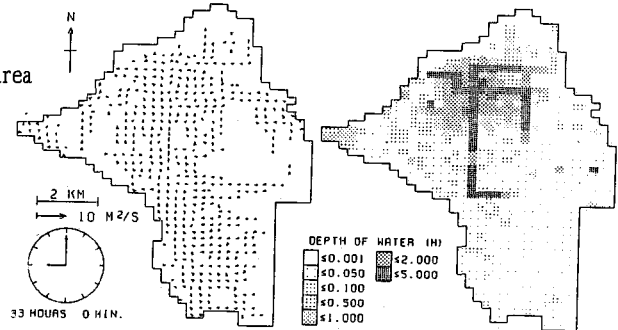 N
rea
2 KM
10 M²/S
33 HOURS 0 MIN.
DEPTH OF WATER (M)
≤0.001
≤0.050
≤0.100
≤0.500
≤1.000
≤2.000
≤5.000